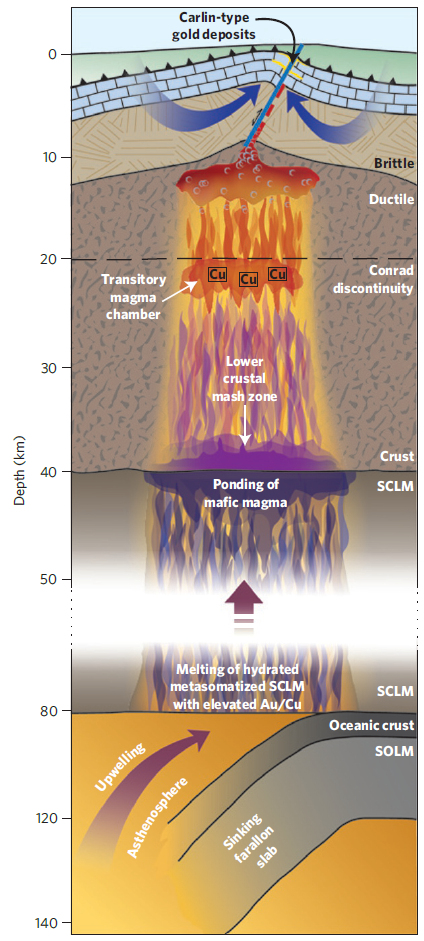 Carlin-type
gold deposits
0
10
Brittle
Ductile
20
Cu Cu Cu
Conrad
discontinuity
Transitory
magma
chamber
30
Lower
crustal
mash zone
Depth (km)
Crust
40
SCLM
Ponding of
mafic magma
50
Melting of hydrated
metasomatized SCLM
with elevated Au/Cu
SCLM
80
Oceanic crust
SOLM
Upwelling
Asthenosphere
120
Sinking
farallon
slab
140